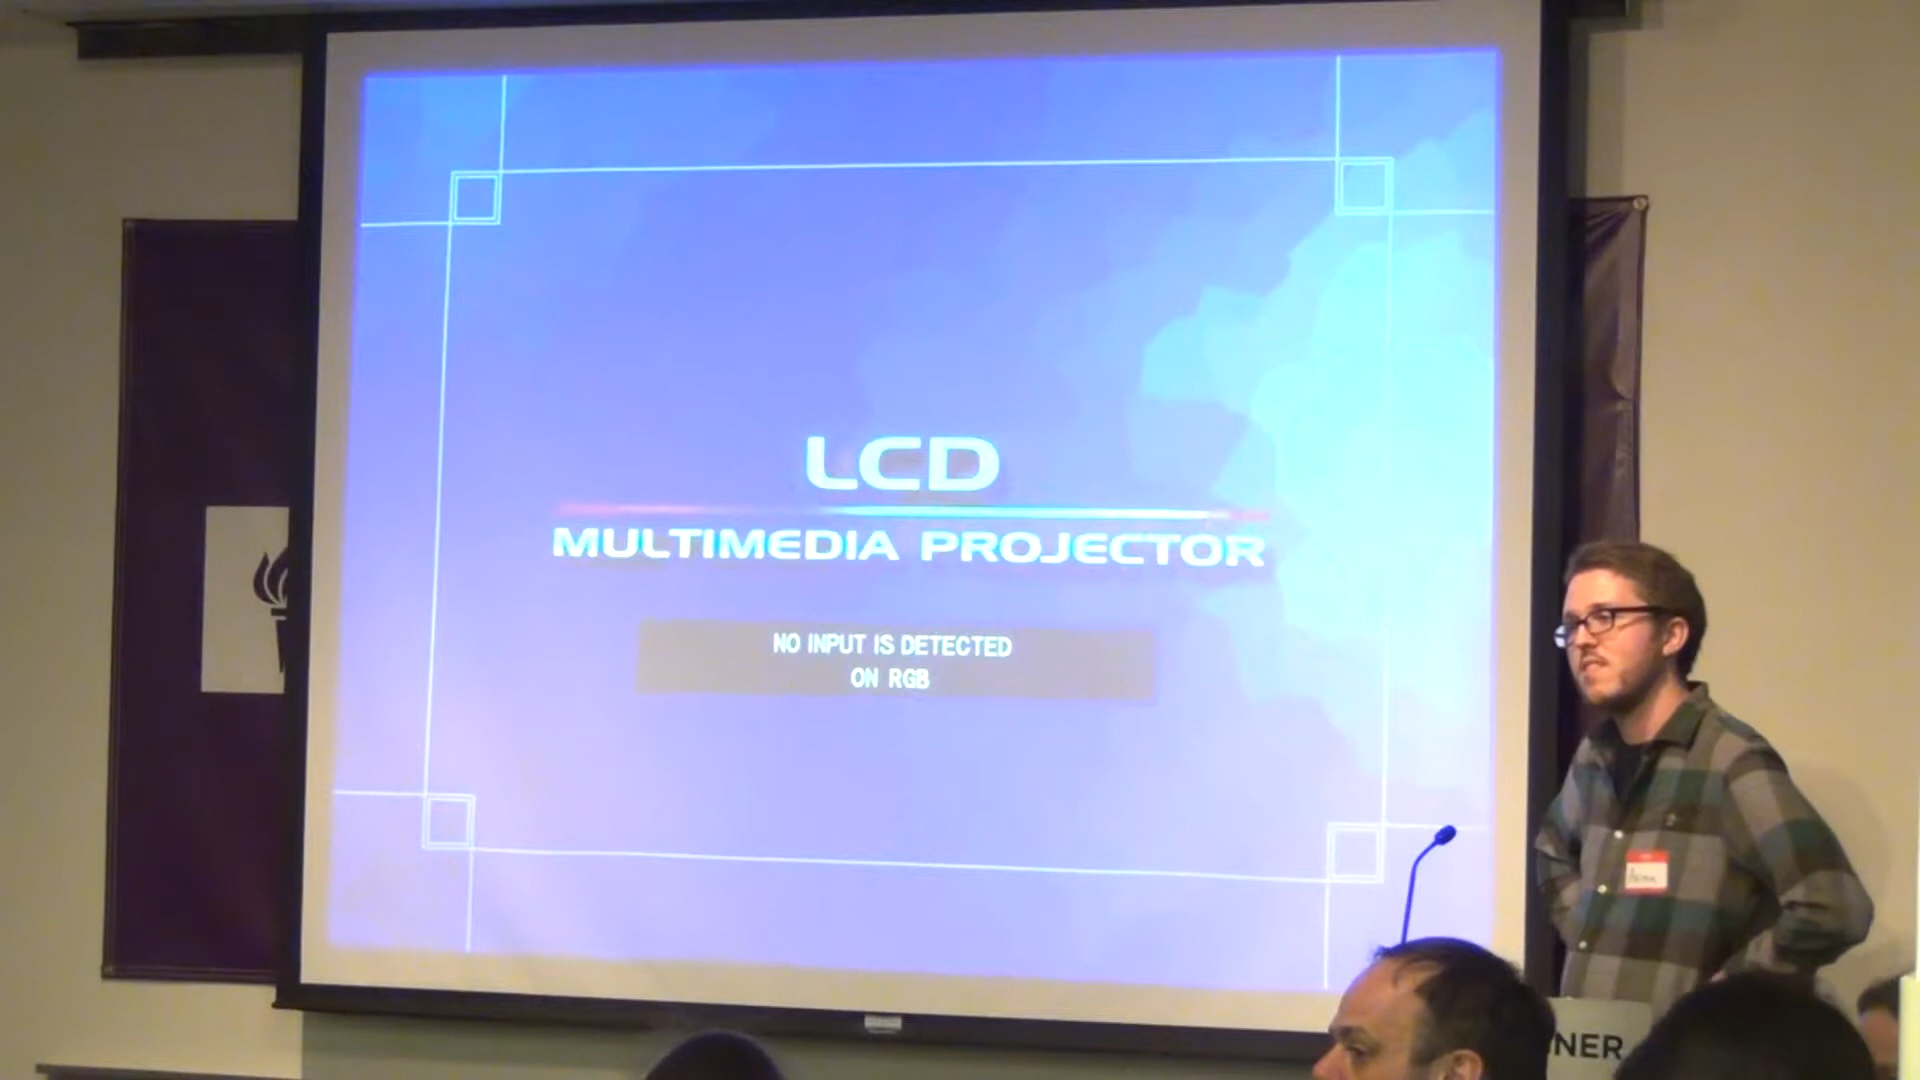 LCD
MULTIMEDIA PROJECTOR
NO INPUT IS DETECTED
ON RGB
NER